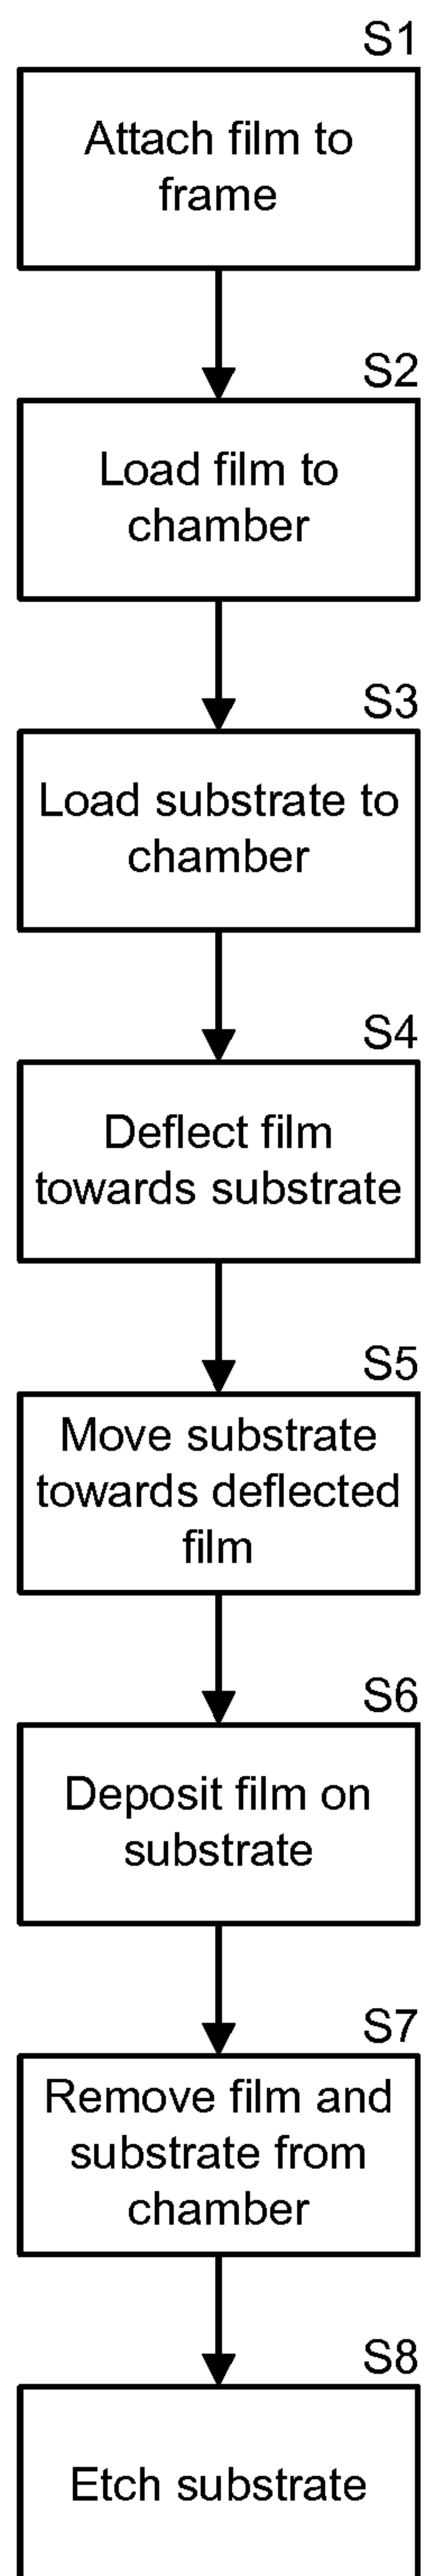 S1
Attach film to
frame
S2
Load film to
chamber
S3
Load substrate to
chamber
S4
Deflect film
towards substrate
S5
Move substrate
towards deflected
film
S6
Deposit film on
substrate
S7
Remove film and
substrate from
chamber
S8
Etch substrate